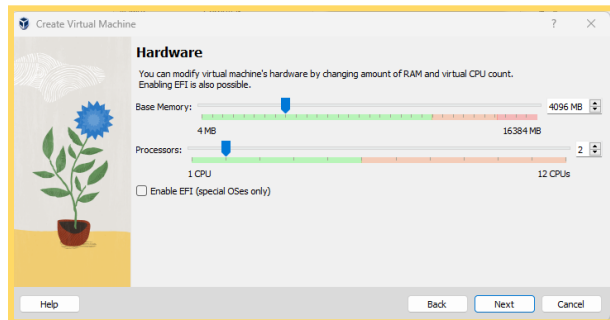 Create Virtual Machine
?
Hardware
You can modify virtual machine's hardware by changing amount of RAM and virtual CPU count.
Enabling EFI is also possible.
Base Memory:
4096 MB
4 MB
16384 MB
Processors:
2
1 CPU
12 CPUs
Enable EFI (special OSes only)
Help
Back
Next
Cancel